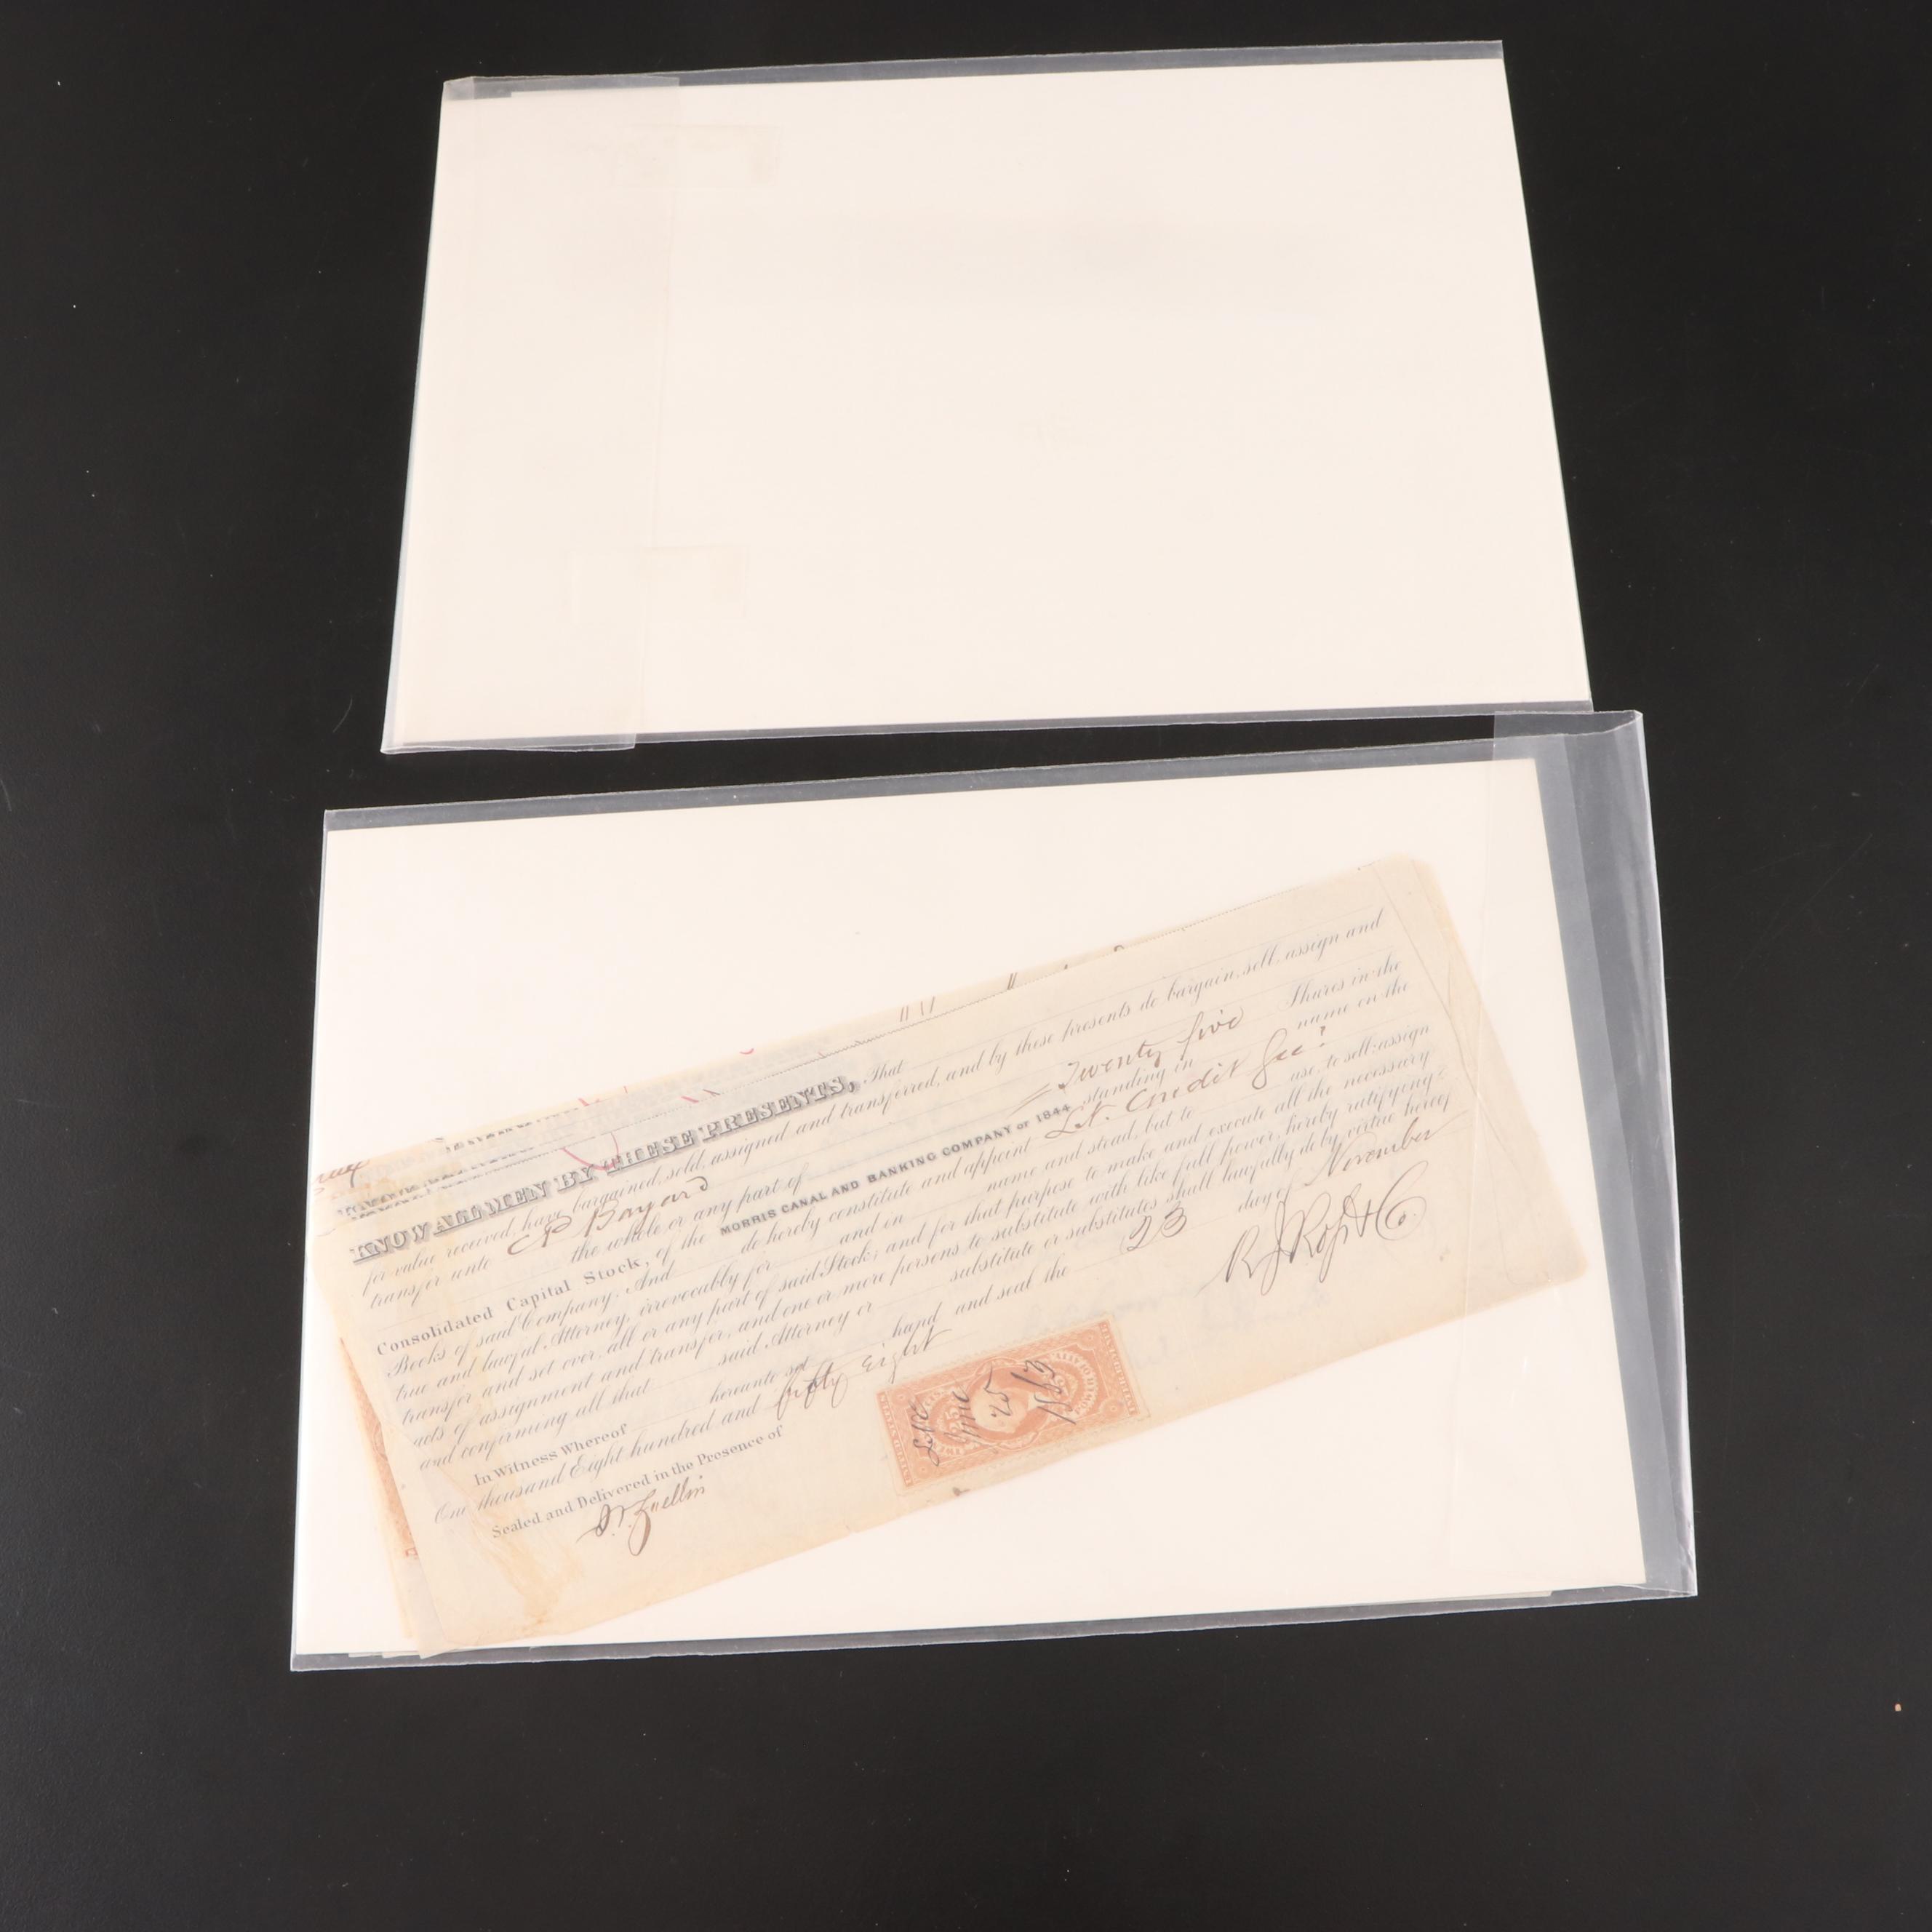 KNOW ALL MEN BY THESE PRESENTS, That
for value received, have bargained, sold, assigned and transferred, and by these presents do bargain, sell, assign and
transfer unto C P Bayard
the whole or any part of = Twenty five Shares in the
Consolidated Capital Stock, of the MORRIS CANAL AND BANKING COMPANY OF 1844 standing in name on the
Books of said Company. And do hereby constitute and appoint
true and lawful Attorney, irrevocably for and in name and stead, but to use, to sell assign
transfer and set over, all or any part of said Stock; and for that purpose to make and execute all the necessary
acts of assignment and transfer, and one or more persons to substitute with like full power, hereby ratifying
and confirming all that said Attorney or substitute or substitutes shall lawfully do by virtue hereof
In Witness Whereof hereunto set hand and seal the 23 day of November
One thousand Eight hundred and fifty Eight
Sealed and Delivered in the Presence of